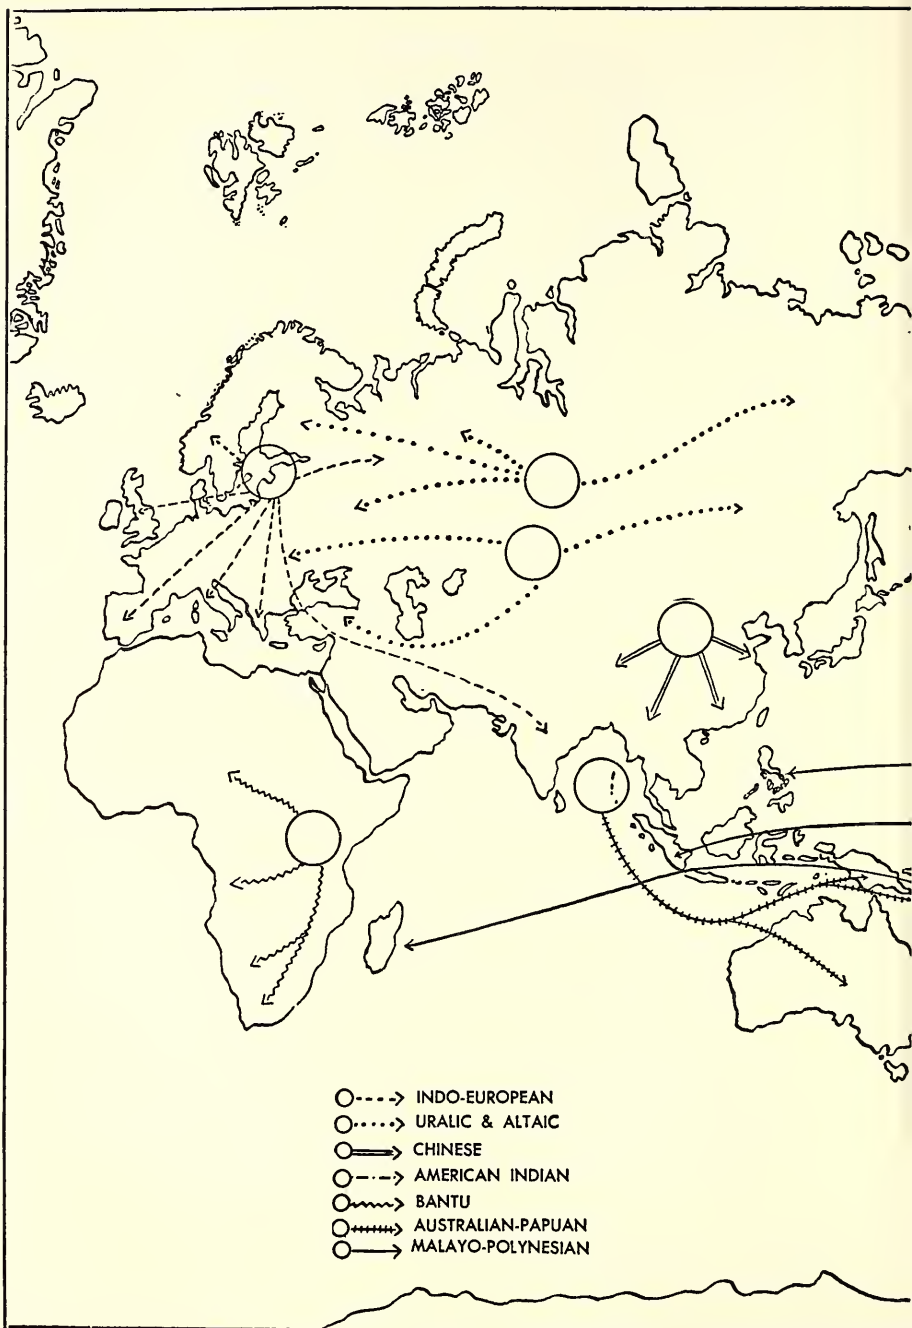 INDO-EUROPEAN
URALIC & ALTAIC
CHINESE
AMERICAN INDIAN
BANTU
AUSTRALIAN-PAPUAN
MALAYO-POLYNESIAN